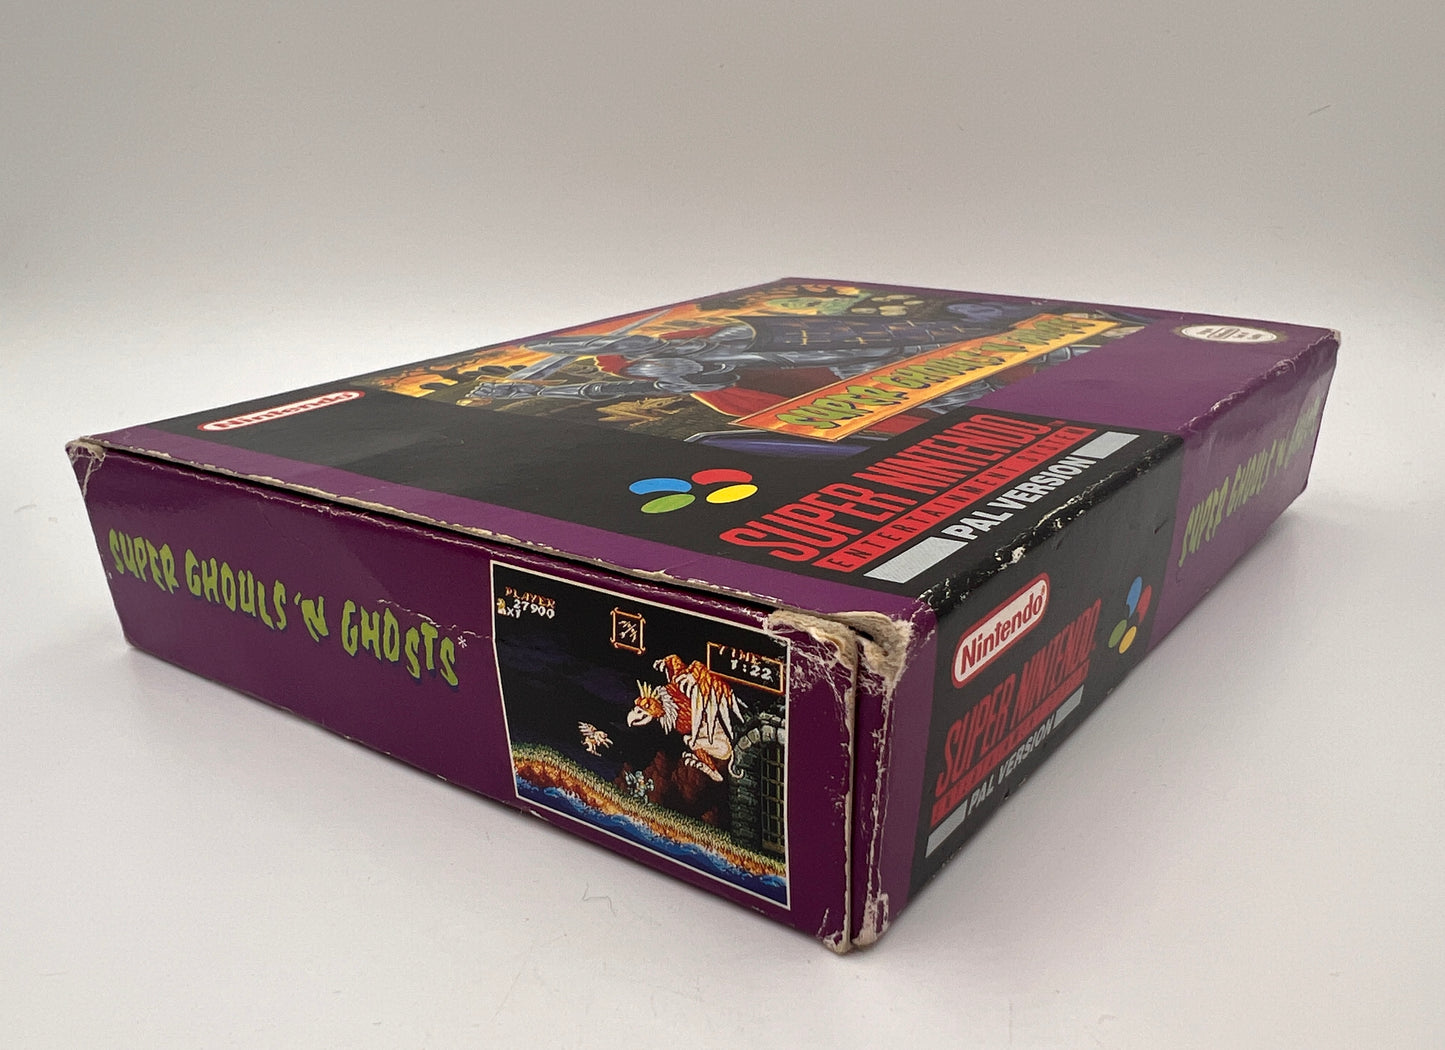 Nintendo
SUPER GHOULS 'N GHOSTS
SUPER NINTENDO
ENTERTAINMENT SYSTEM
PAL VERSION
SUPER GHOULS 'N GHOSTS*
PLAYER
27900
x1
TIME
1:22
Nintendo®
SUPER NINTENDO
PAL VERSION
SUPER GHOULS 'N GHOSTS